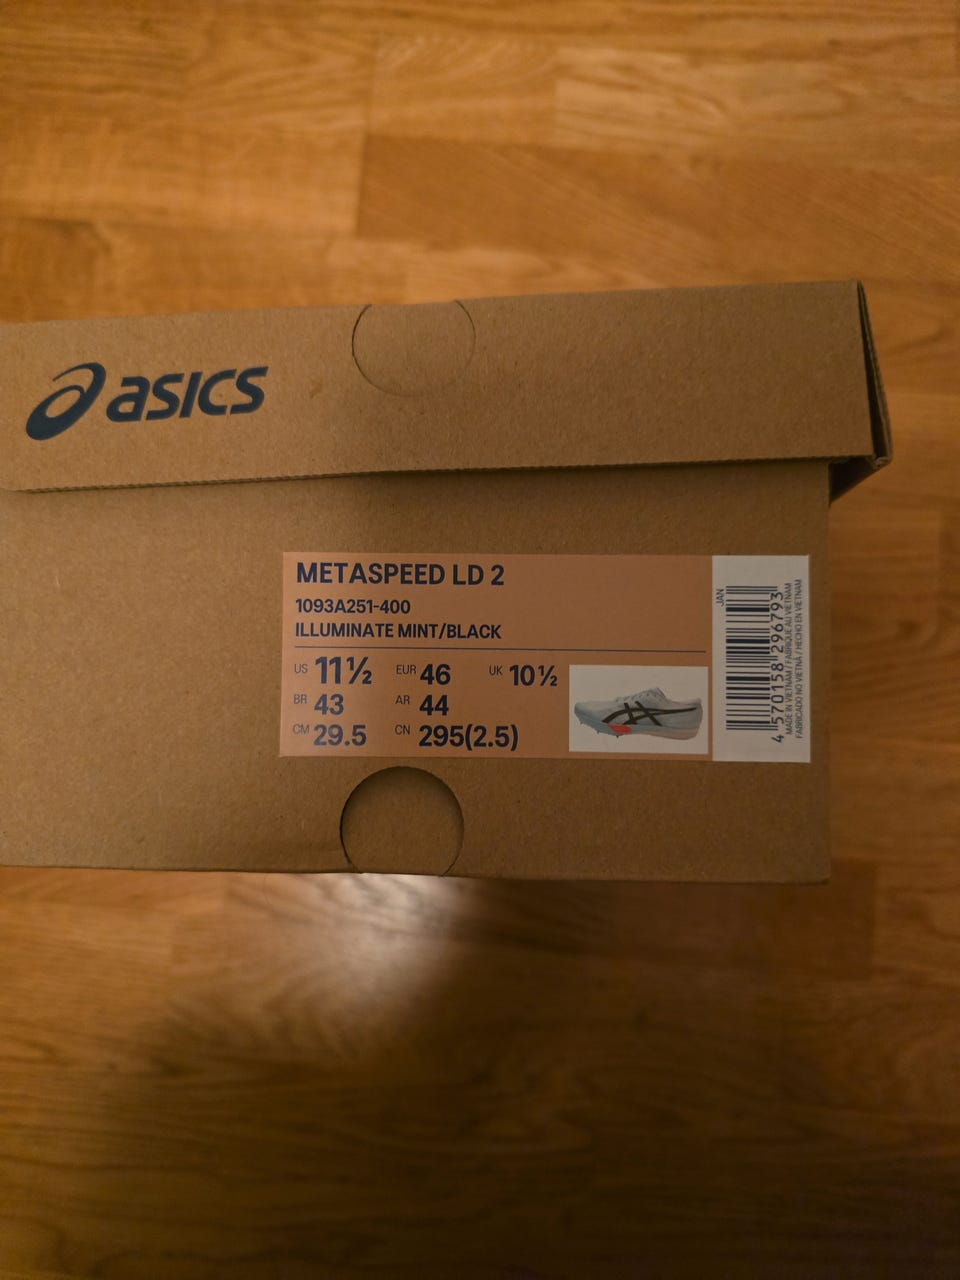 asics
METASPEED LD 2
1093A251-400
ILLUMINATE MINT/BLACK
US 11½ EUR 46 UK 10½
BR 43 AR 44
CM 29.5 CN 295(2.5)
JAN
4 570158 296793
MADE IN VIETNAM / FABRIQUÉ AU VIETNAM
FABRICADO NO VIETNÃ / HECHO EN VIETNAM